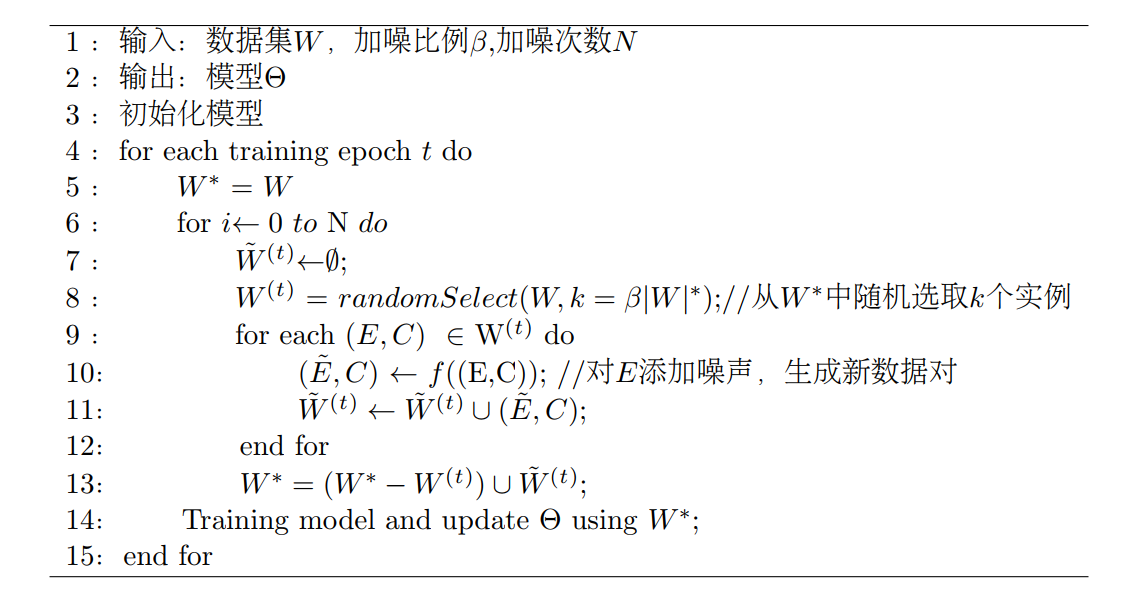 1 : 输入：数据集W，加噪比例β,加噪次数N
2 : 输出：模型Θ
3 : 初始化模型
4 : for each training epoch t do
5 : W* = W
6 : for i← 0 to N do
7 : W̃⁽ᵗ⁾←∅;
8 : W⁽ᵗ⁾ = randomSelect(W, k = β|W|*);//从W*中随机选取k个实例
9 : for each (E, C) ∈ W⁽ᵗ⁾ do
10: (Ẽ, C) ← f((E,C)); //对E添加噪声，生成新数据对
11: W̃⁽ᵗ⁾ ← W̃⁽ᵗ⁾ ∪ (Ẽ, C);
12: end for
13: W* = (W* − W⁽ᵗ⁾) ∪ W̃⁽ᵗ⁾;
14: Training model and update Θ using W*;
15: end for